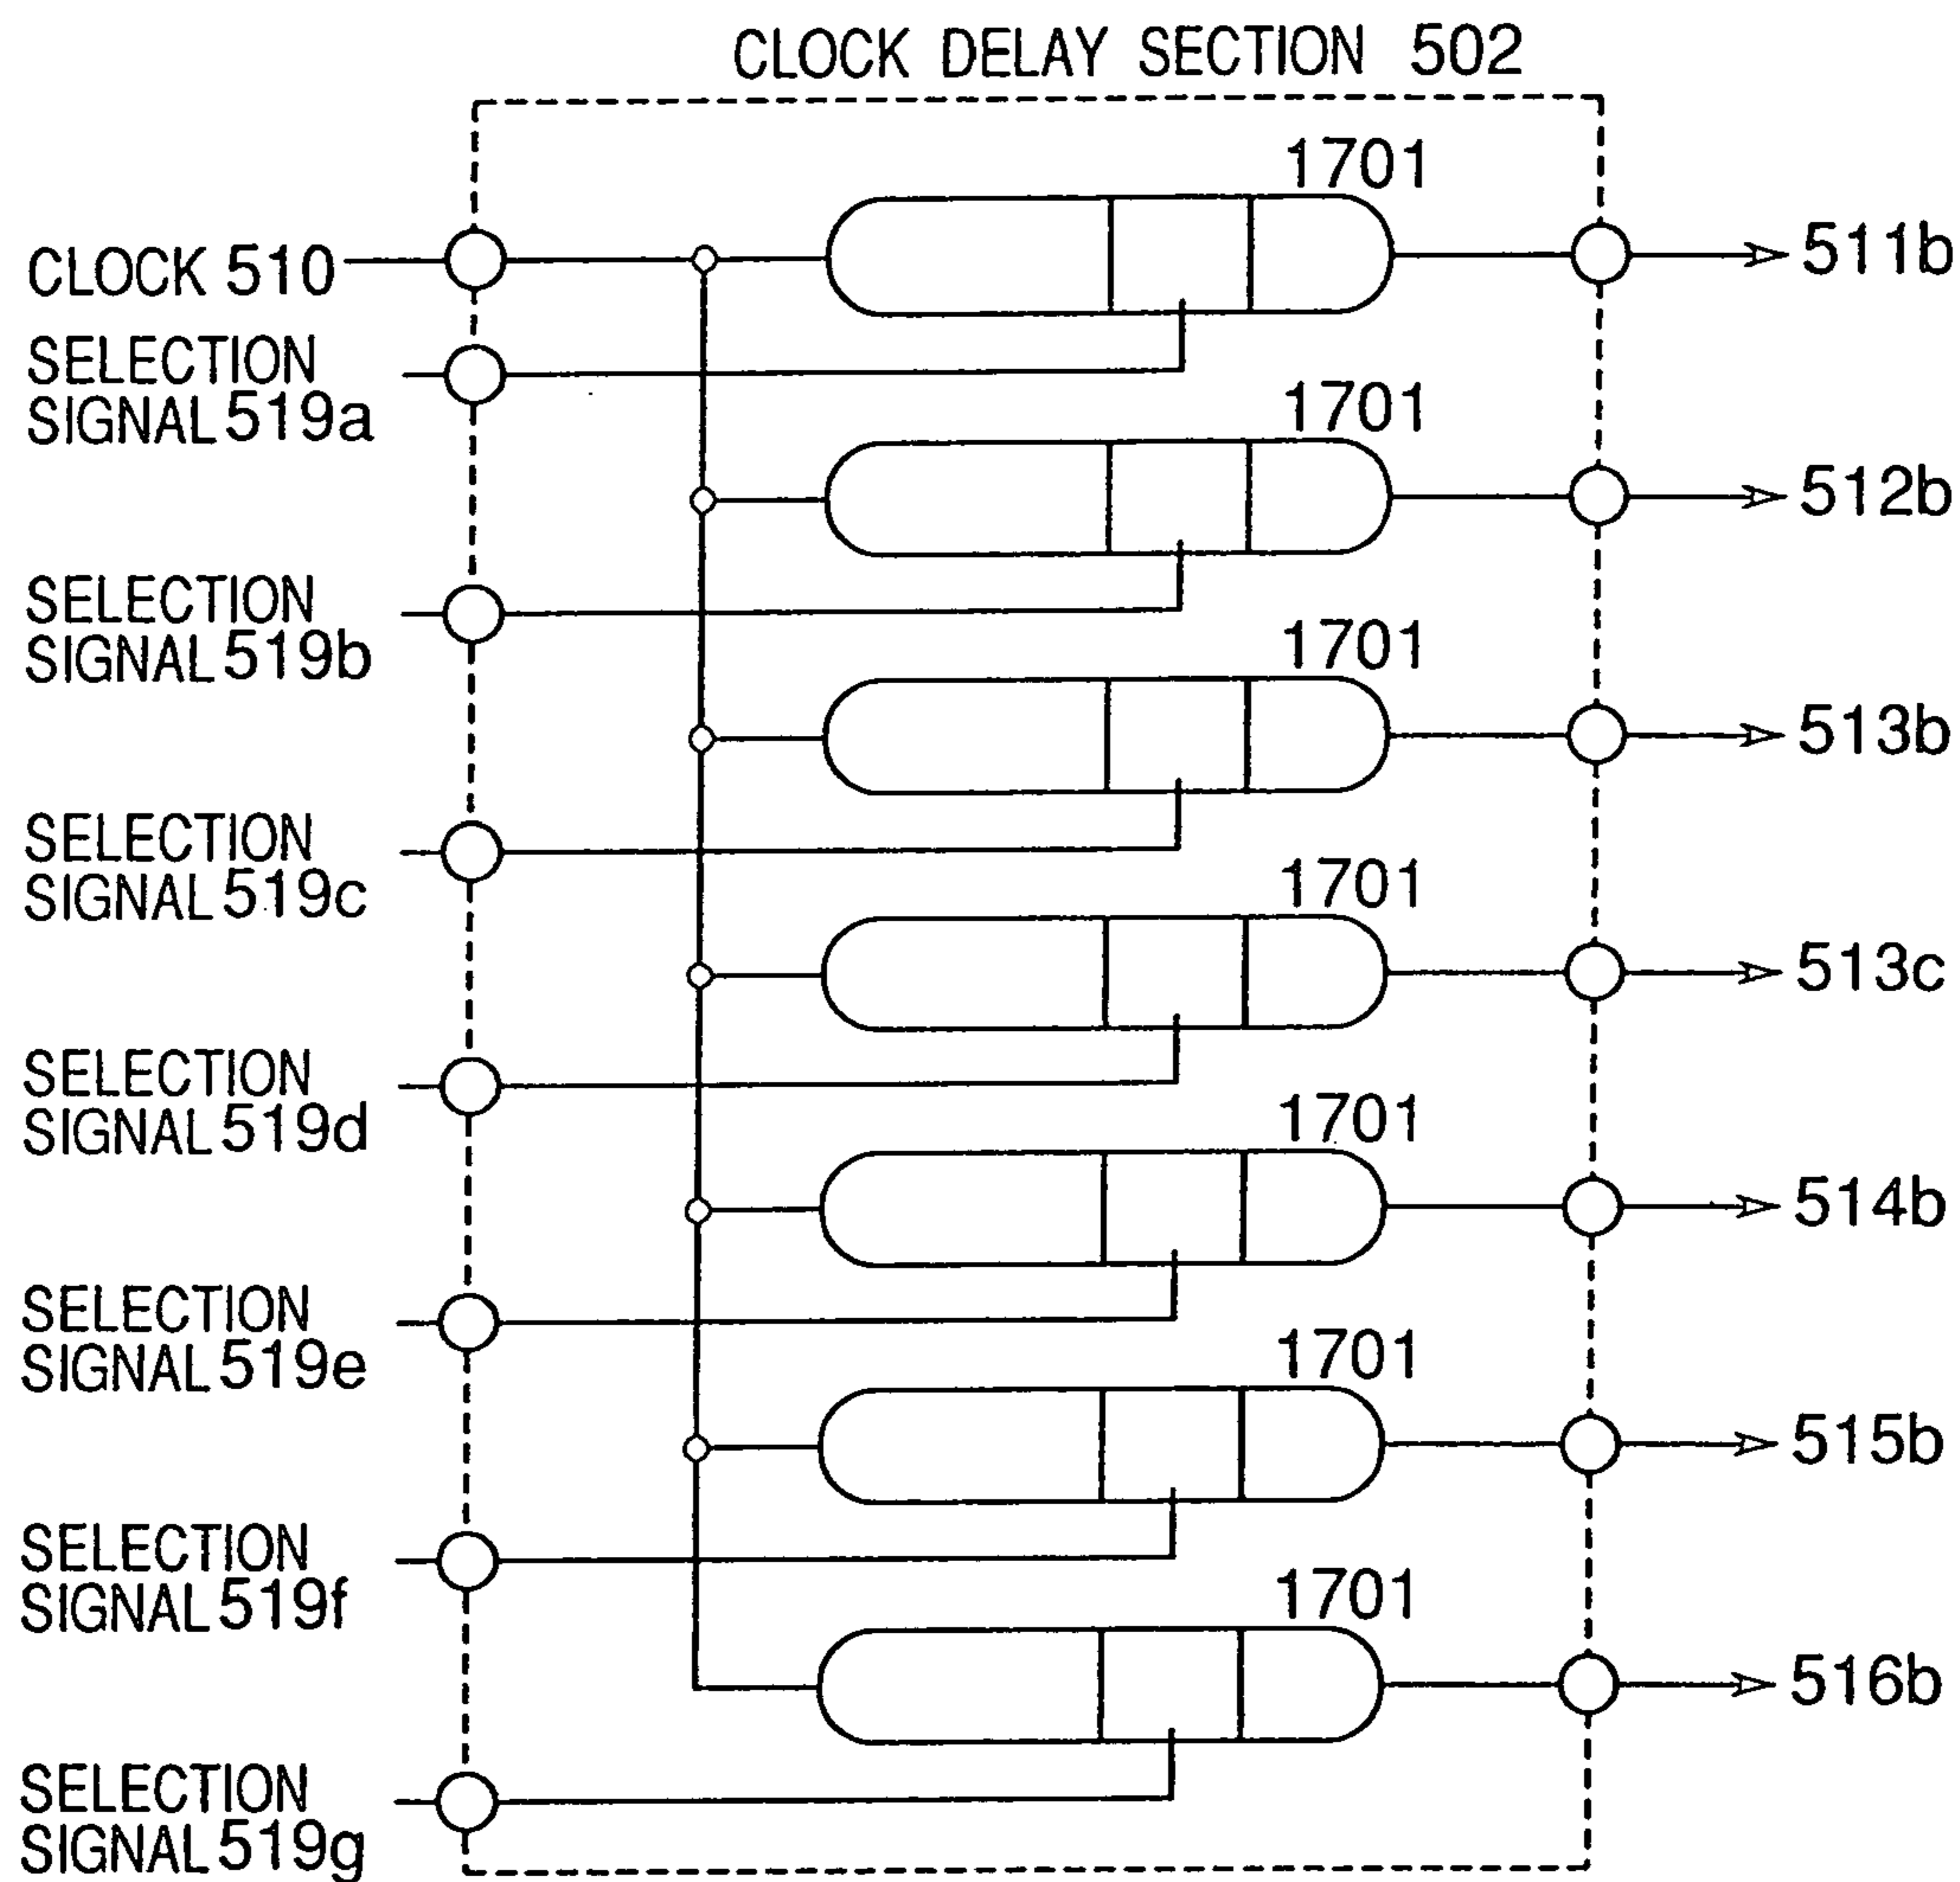 CLOCK DELAY SECTION 502
1701
CLOCK 510
511b
SELECTION
SIGNAL 519a
1701
512b
SELECTION
SIGNAL 519b
1701
513b
SELECTION
SIGNAL 519c
1701
513c
SELECTION
SIGNAL 519d
1701
514b
SELECTION
SIGNAL 519e
1701
515b
SELECTION
SIGNAL 519f
1701
516b
SELECTION
SIGNAL 519g